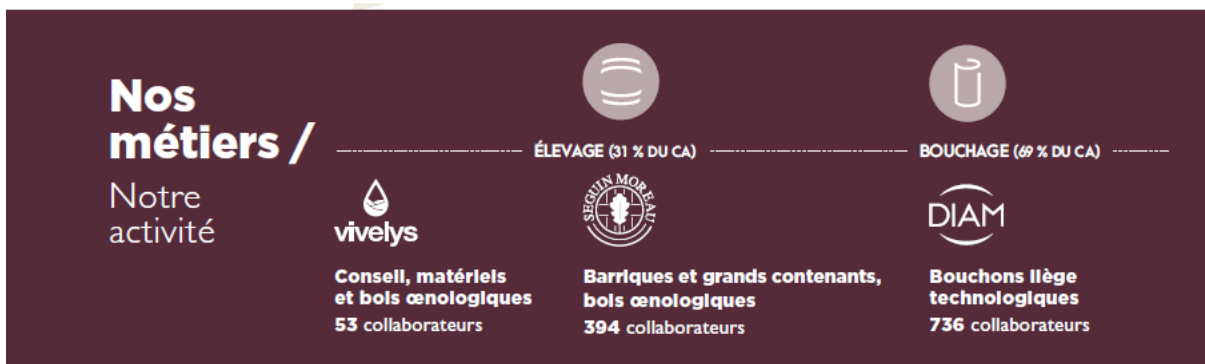 Nos
métiers /
Notre
activité
ÉLEVAGE (31 % DU CA)
BOUCHAGE (69 % DU CA)
vivelys
Conseil, matériels
et bois œnologiques
53 collaborateurs
SEGUIN MOREAU
Barriques et grands contenants,
bois œnologiques
394 collaborateurs
DIAM
Bouchons liège
technologiques
736 collaborateurs